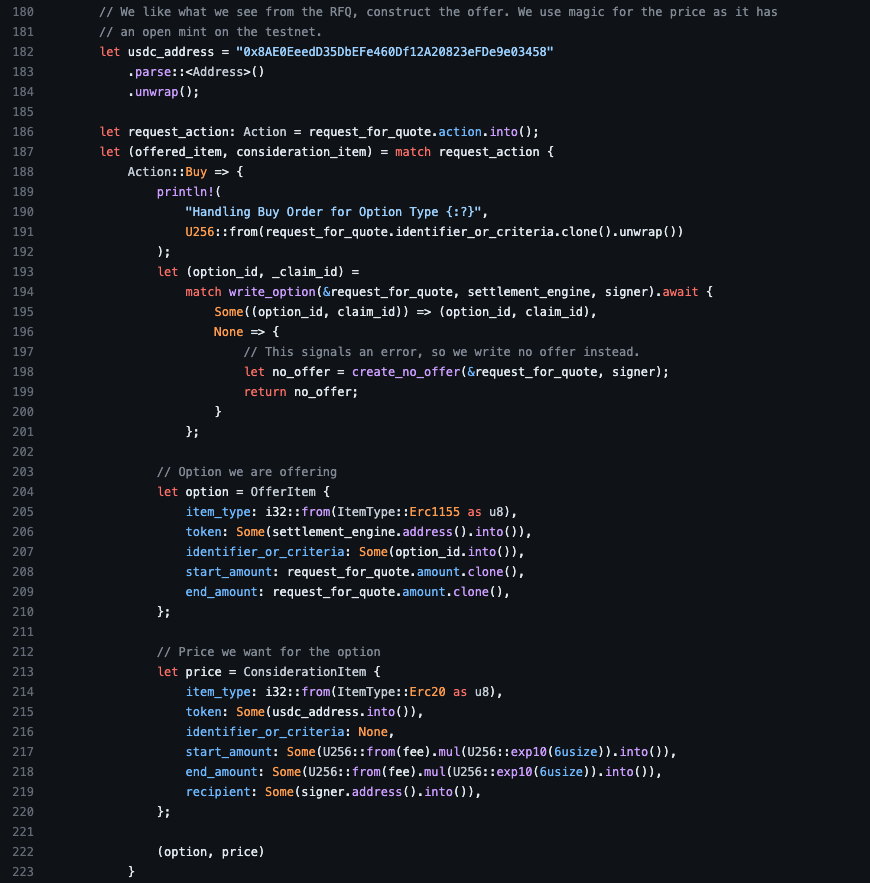 180 // We like what we see from the RFQ, construct the offer. We use magic for the price as it has
181 // an open mint on the testnet.
182 let usdc_address = "0x8AE0EeedD35DbEFe460Df12A20823eFDe9e03458"
183 .parse::<Address>()
184 .unwrap();
185
186 let request_action: Action = request_for_quote.action.into();
187 let (offered_item, consideration_item) = match request_action {
188 Action::Buy => {
189 println!(
190 "Handling Buy Order for Option Type {:?}",
191 U256::from(request_for_quote.identifier_or_criteria.clone().unwrap())
192 );
193 let (option_id, _claim_id) =
194 match write_option(&request_for_quote, settlement_engine, signer).await {
195 Some((option_id, claim_id)) => (option_id, claim_id),
196 None => {
197 // This signals an error, so we write no offer instead.
198 let no_offer = create_no_offer(&request_for_quote, signer);
199 return no_offer;
200 }
201 };
202
203 // Option we are offering
204 let option = OfferItem {
205 item_type: i32::from(ItemType::Erc1155 as u8),
206 token: Some(settlement_engine.address().into()),
207 identifier_or_criteria: Some(option_id.into()),
208 start_amount: request_for_quote.amount.clone(),
209 end_amount: request_for_quote.amount.clone(),
210 };
211
212 // Price we want for the option
213 let price = ConsiderationItem {
214 item_type: i32::from(ItemType::Erc20 as u8),
215 token: Some(usdc_address.into()),
216 identifier_or_criteria: None,
217 start_amount: Some(U256::from(fee).mul(U256::exp10(6usize)).into()),
218 end_amount: Some(U256::from(fee).mul(U256::exp10(6usize)).into()),
219 recipient: Some(signer.address().into()),
220 };
221
222 (option, price)
223 }